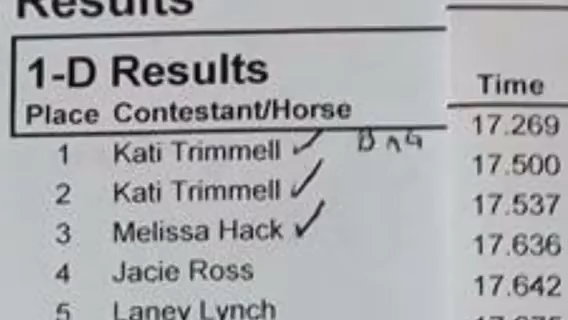 Results
1-D Results
Place Contestant/Horse Time
1 Kati Trimmell ✓ BAG 17.269
2 Kati Trimmell ✓ 17.500
3 Melissa Hack ✓ 17.537
4 Jacie Ross 17.636
5 Laney Lynch 17.642